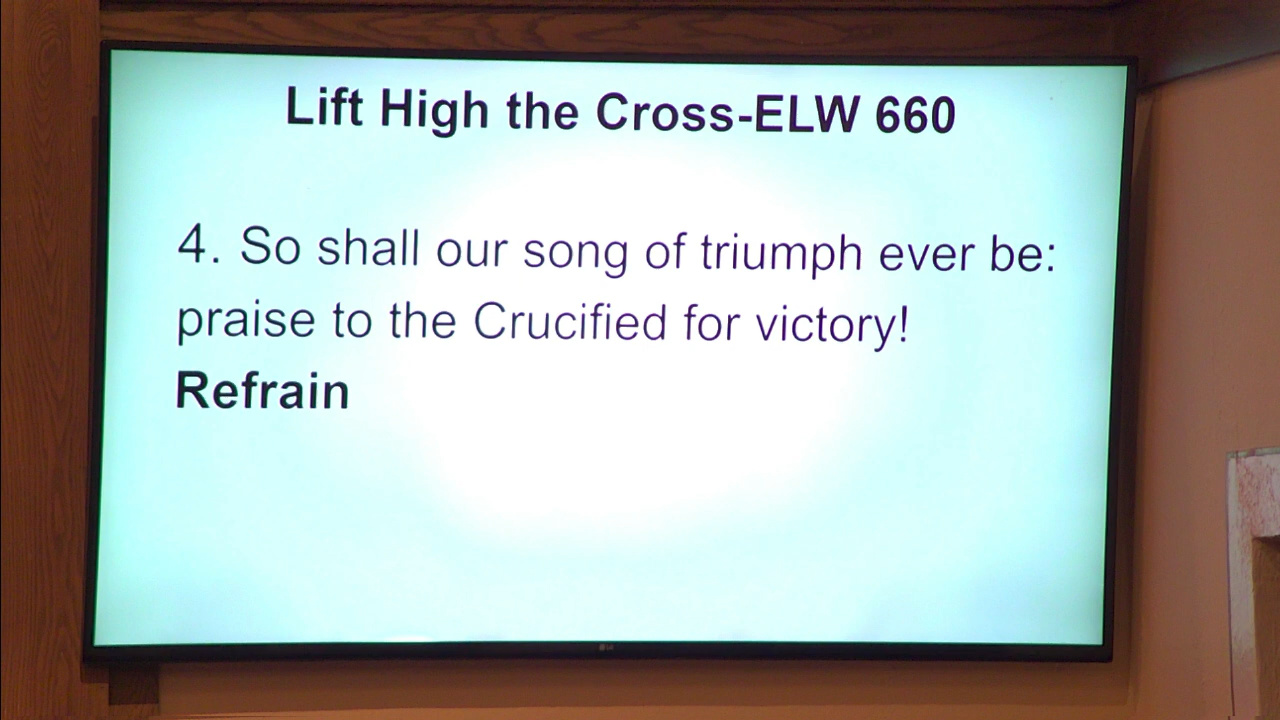 Lift High the Cross-ELW 660
4. So shall our song of triumph ever be:
praise to the Crucified for victory!
Refrain
LG